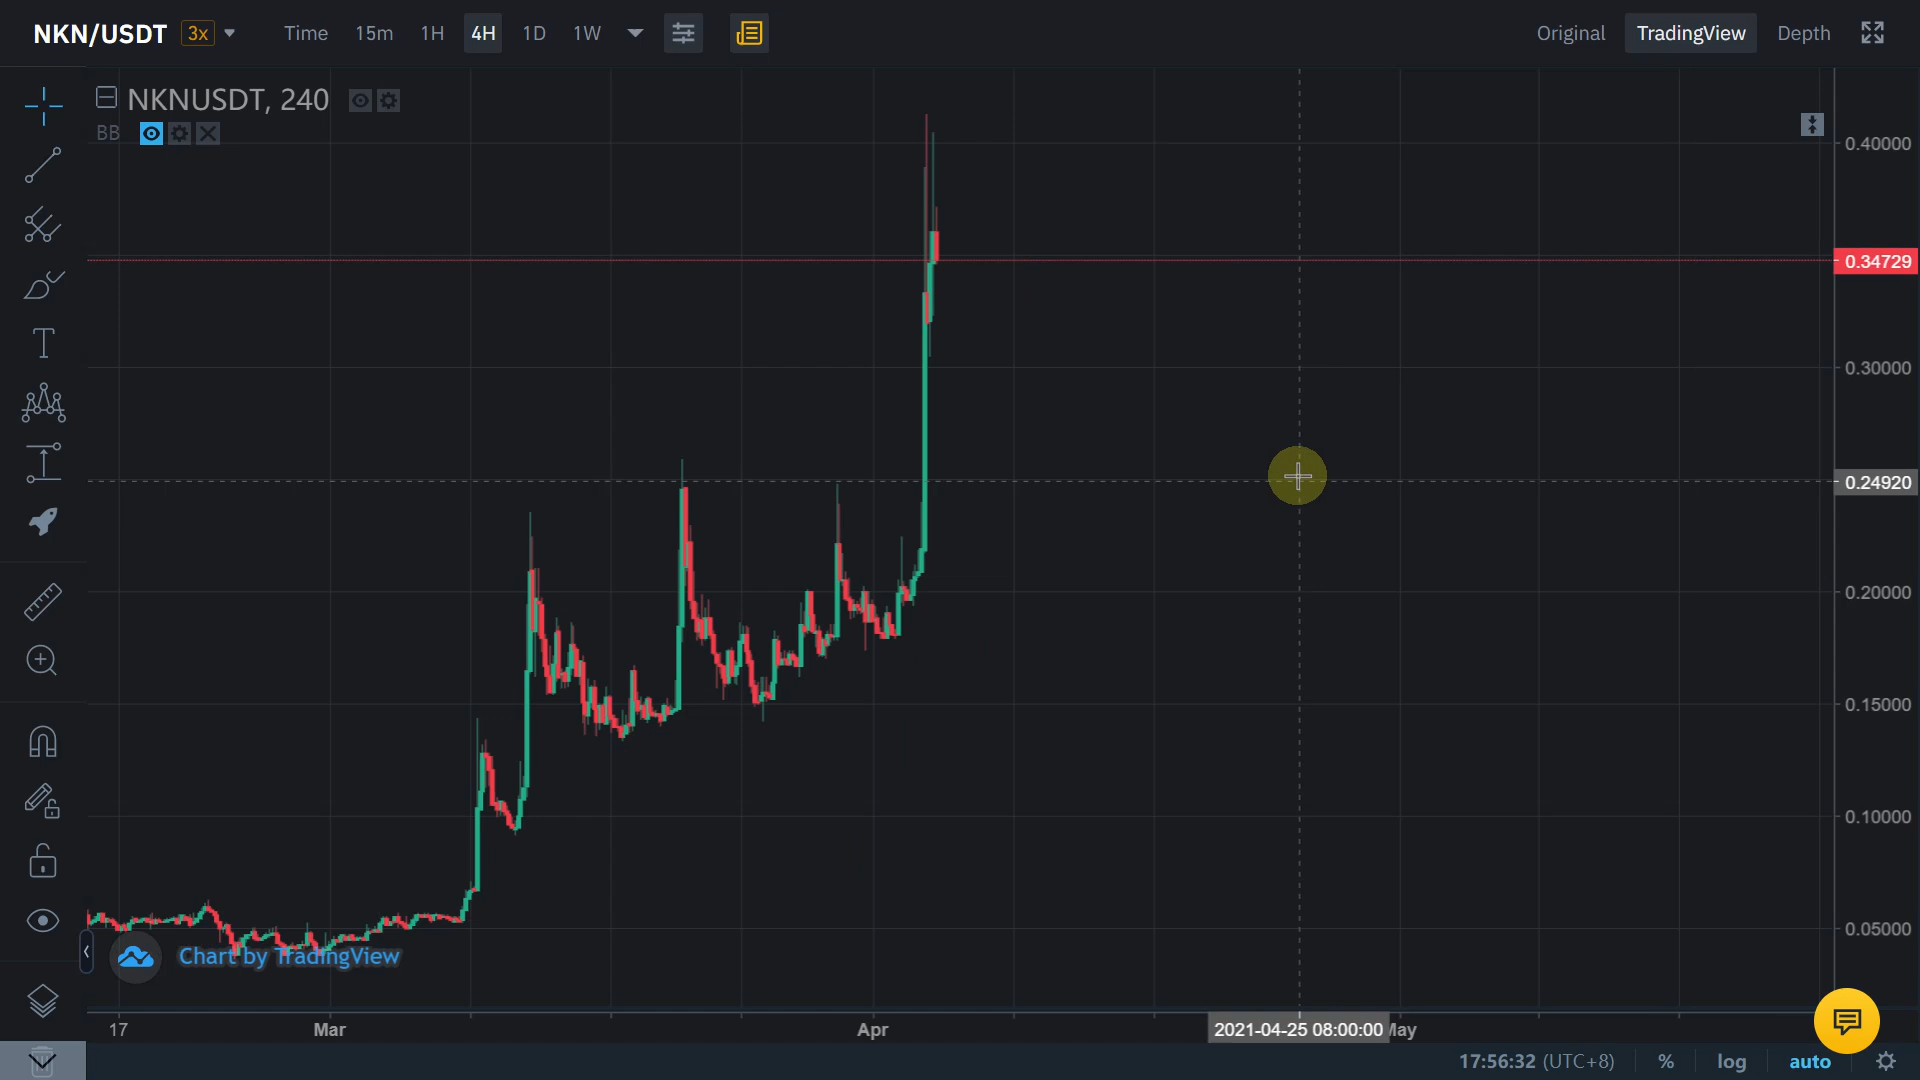 NKN/USDT 3x Time 15m 1H 4H 1D 1W Original TradingView Depth
NKNUSDT, 240
BB
0.40000
0.34729
0.30000
0.24920
0.20000
0.15000
0.10000
0.05000
Chart by TradingView
17 Mar Apr 2021-04-25 08:00:00 May
17:56:32 (UTC+8) % log auto